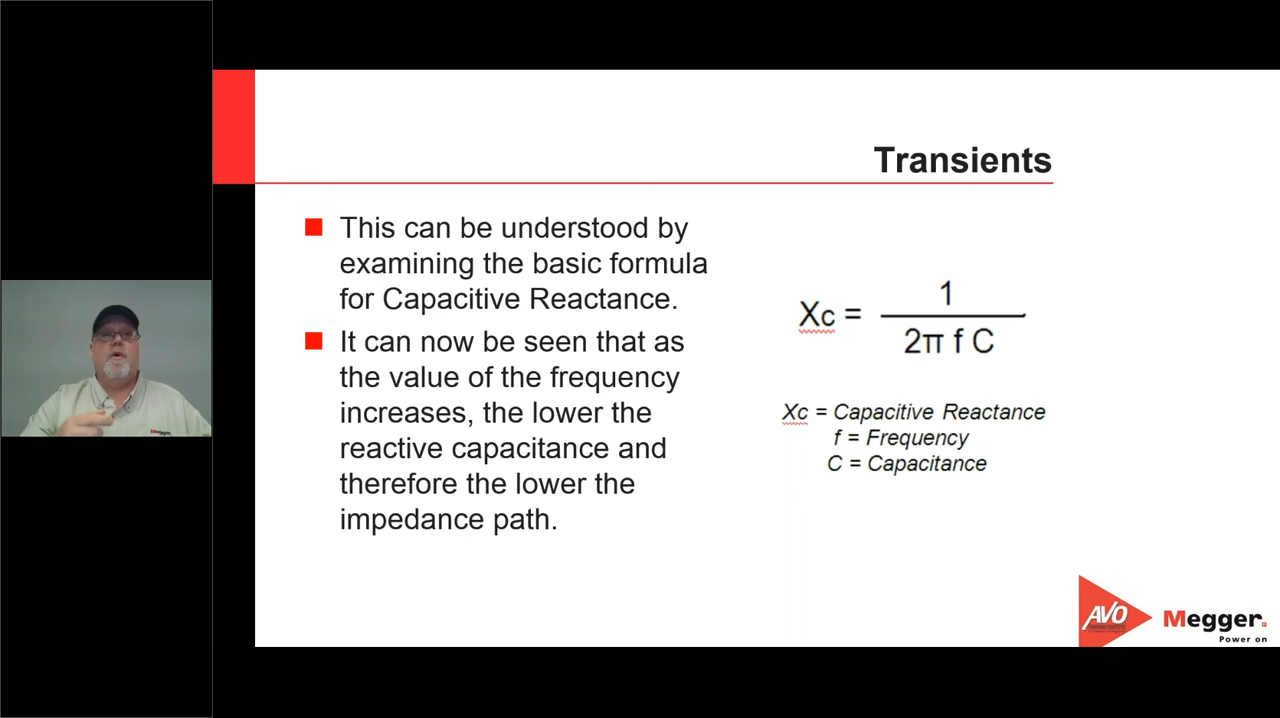 Transients
This can be understood by
examining the basic formula
for Capacitive Reactance.
It can now be seen that as
the value of the frequency
increases, the lower the
reactive capacitance and
therefore the lower the
impedance path.
Xc = 1
2π f C
Xc = Capacitive Reactance
f = Frequency
C = Capacitance
AVO
Megger.
Power on
Megger.